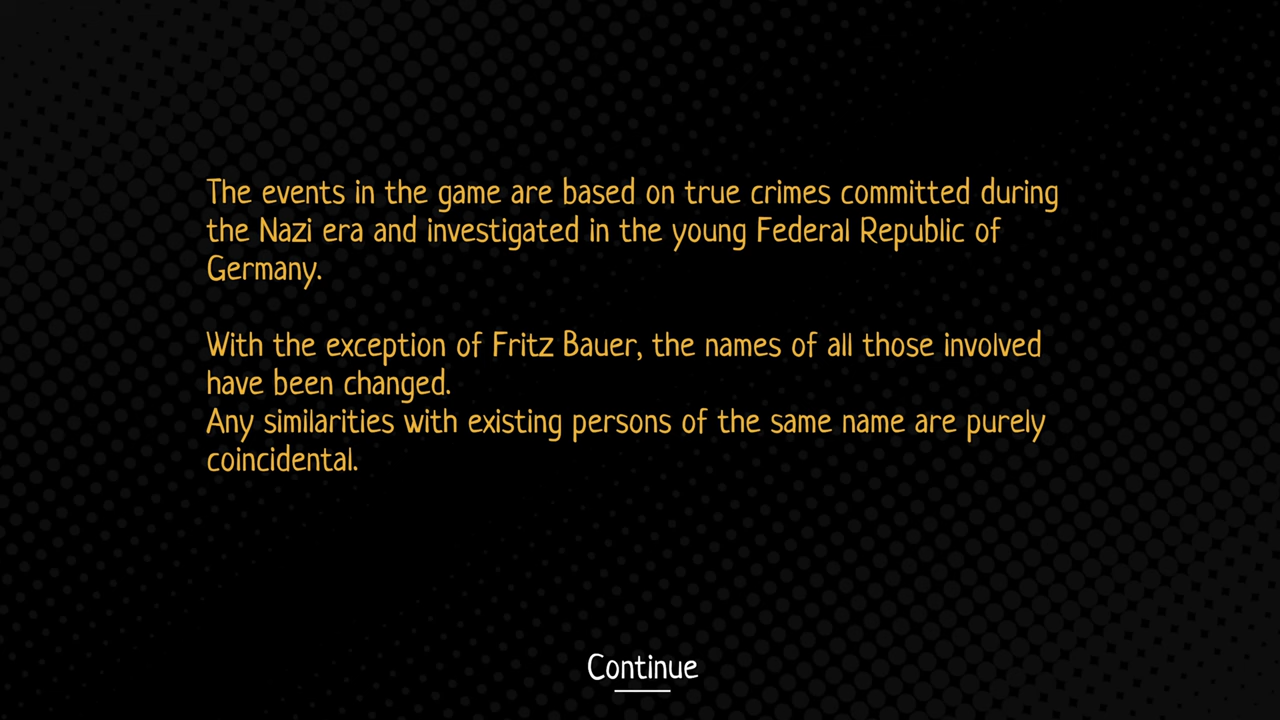 The events in the game are based on true crimes committed during
the Nazi era and investigated in the young Federal Republic of
Germany.
With the exception of Fritz Bauer, the names of all those involved
have been changed.
Any similarities with existing persons of the same name are purely
coincidental.
Continue